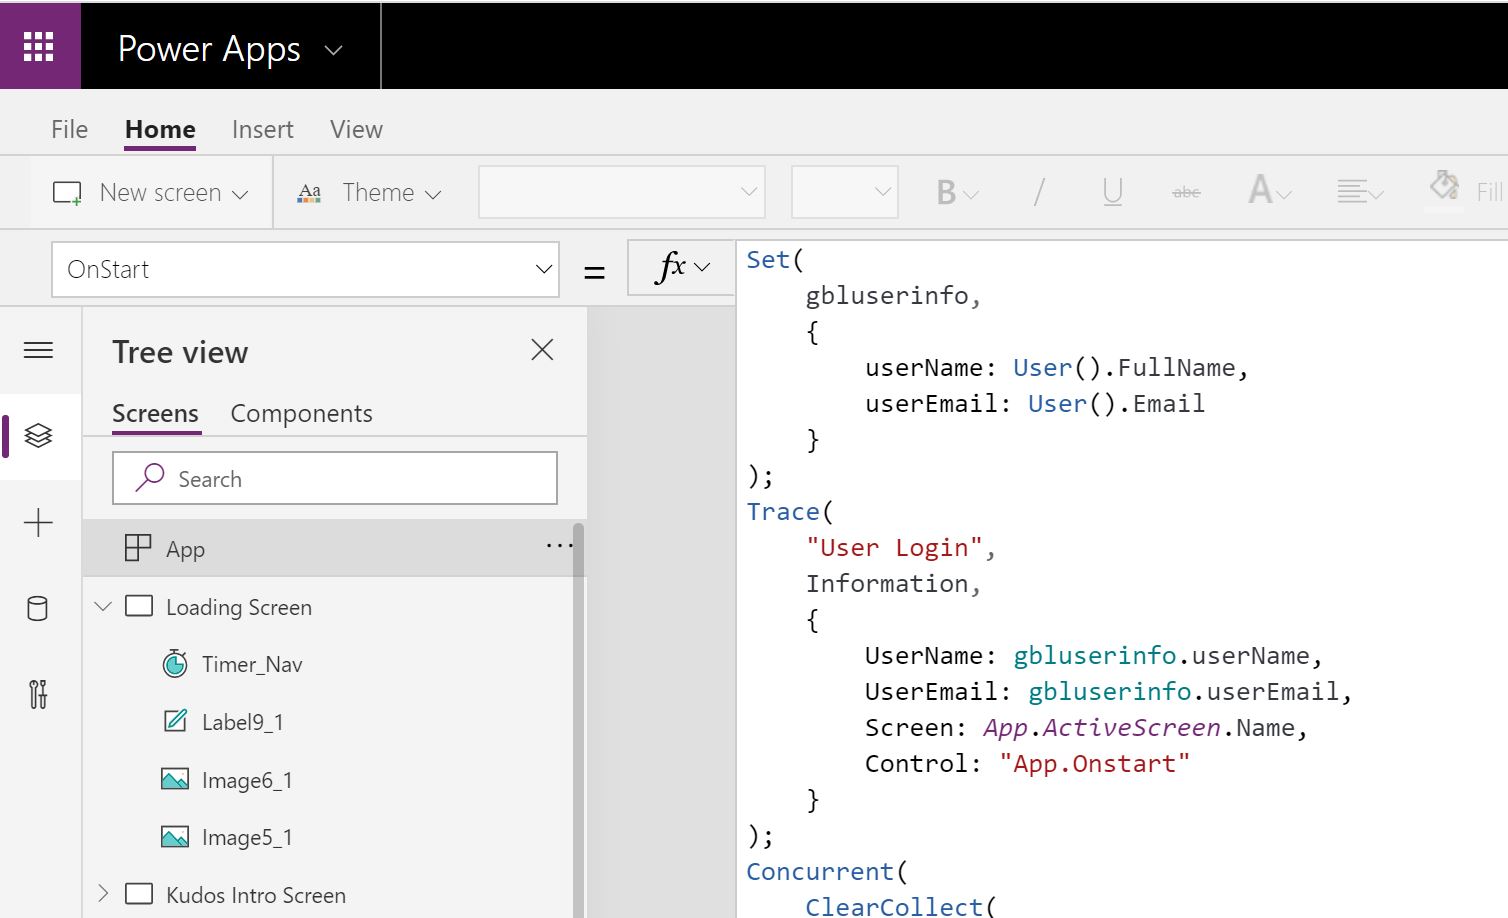 Power Apps
File Home Insert View
New screen Aa Theme B / U abc A Fill
OnStart = fx
Set(
gbluserinfo,
{
userName: User().FullName,
userEmail: User().Email
}
);
Trace(
"User Login",
Information,
{
UserName: gbluserinfo.userName,
UserEmail: gbluserinfo.userEmail,
Screen: App.ActiveScreen.Name,
Control: "App.Onstart"
}
);
Concurrent(
ClearCollect(
Tree view
Screens Components
Search
App ...
Loading Screen
Timer_Nav
Label9_1
Image6_1
Image5_1
Kudos Intro Screen